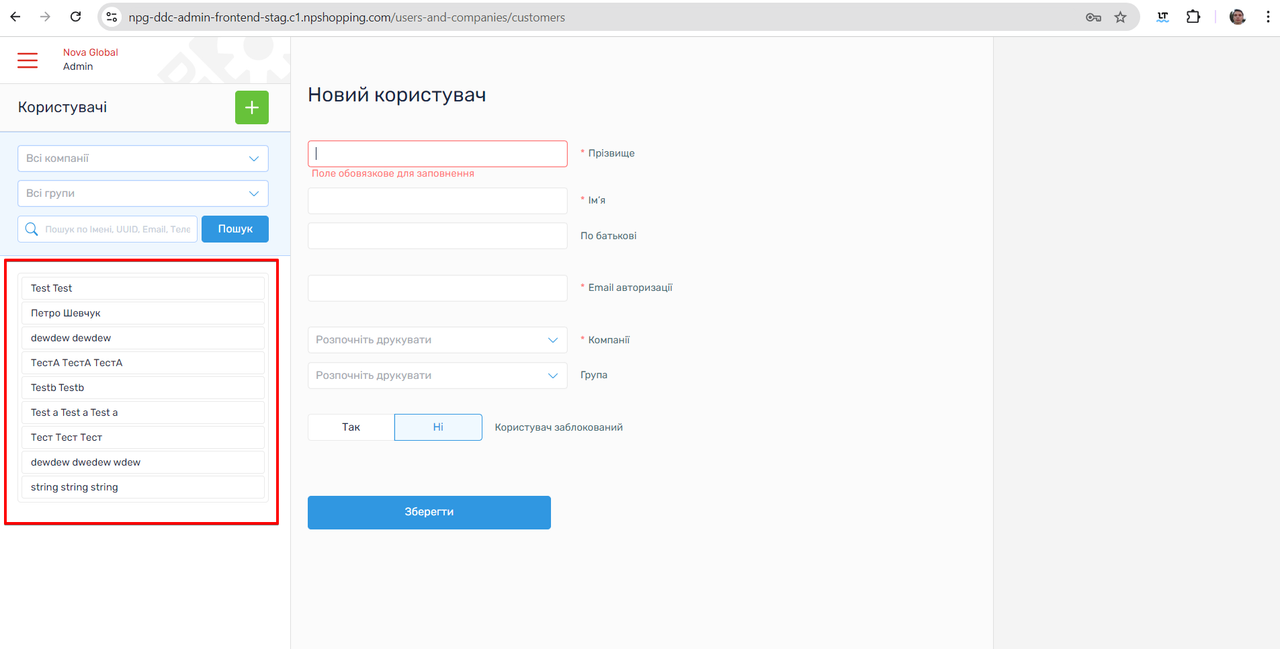 npg-ddc-admin-frontend-stag.c1.npshopping.com/users-and-companies/customers
LT
Nova Global
Admin
Користувачі
Всі компанії
Всі групи
Пошук по Імені, UUID, Email, Теле
Пошук
Test Test
Петро Шевчук
dewdew dewdew
ТестА ТестА ТестА
Testb Testb
Test a Test a Test a
Тест Тест Тест
dewdew dwedew wdew
string string string
Новий користувач
* Прізвище
Поле обовязкове для заповнення
* Ім'я
По батькові
* Email авторизації
Розпочніть друкувати
* Компанії
Розпочніть друкувати
Група
Так
Ні
Користувач заблокований
Зберегти